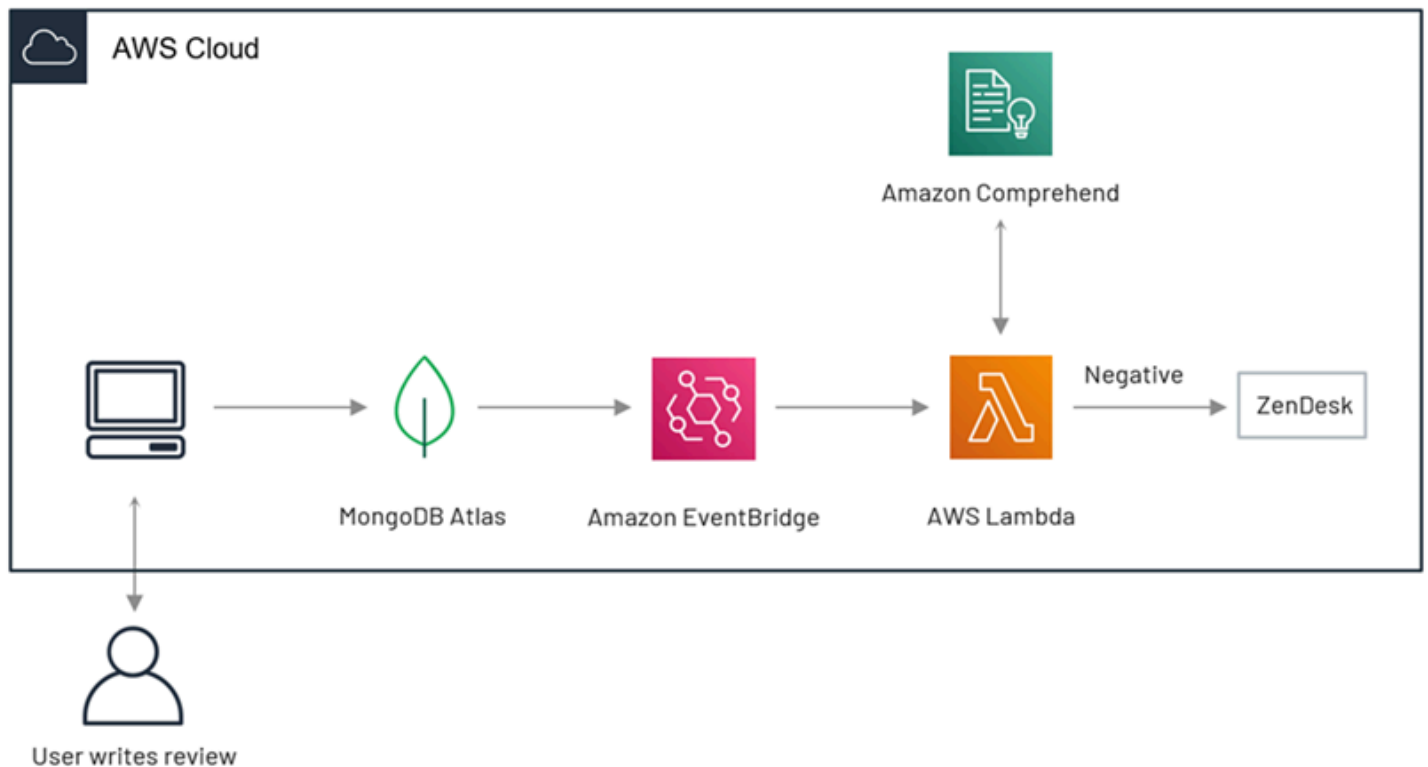 AWS Cloud
Amazon Comprehend
Negative
ZenDesk
MongoDB Atlas
Amazon EventBridge
AWS Lambda
User writes review